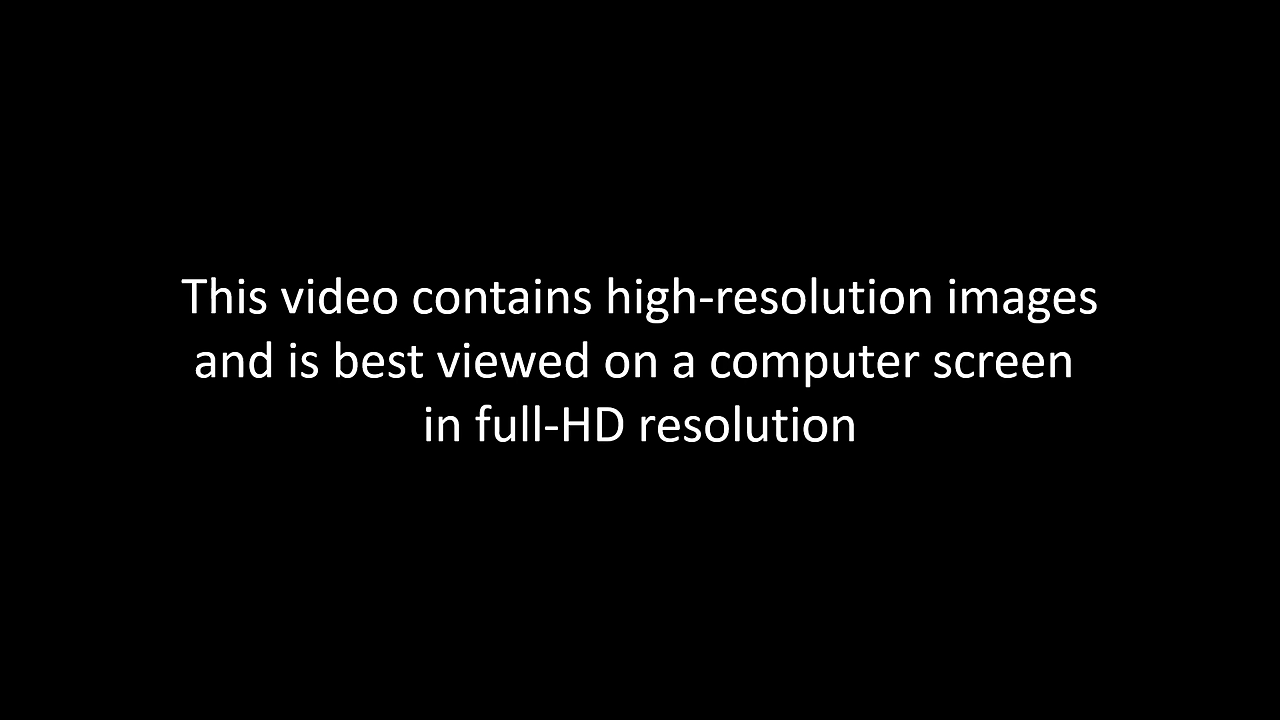 This video contains high-resolution images
and is best viewed on a computer screen
in full-HD resolution